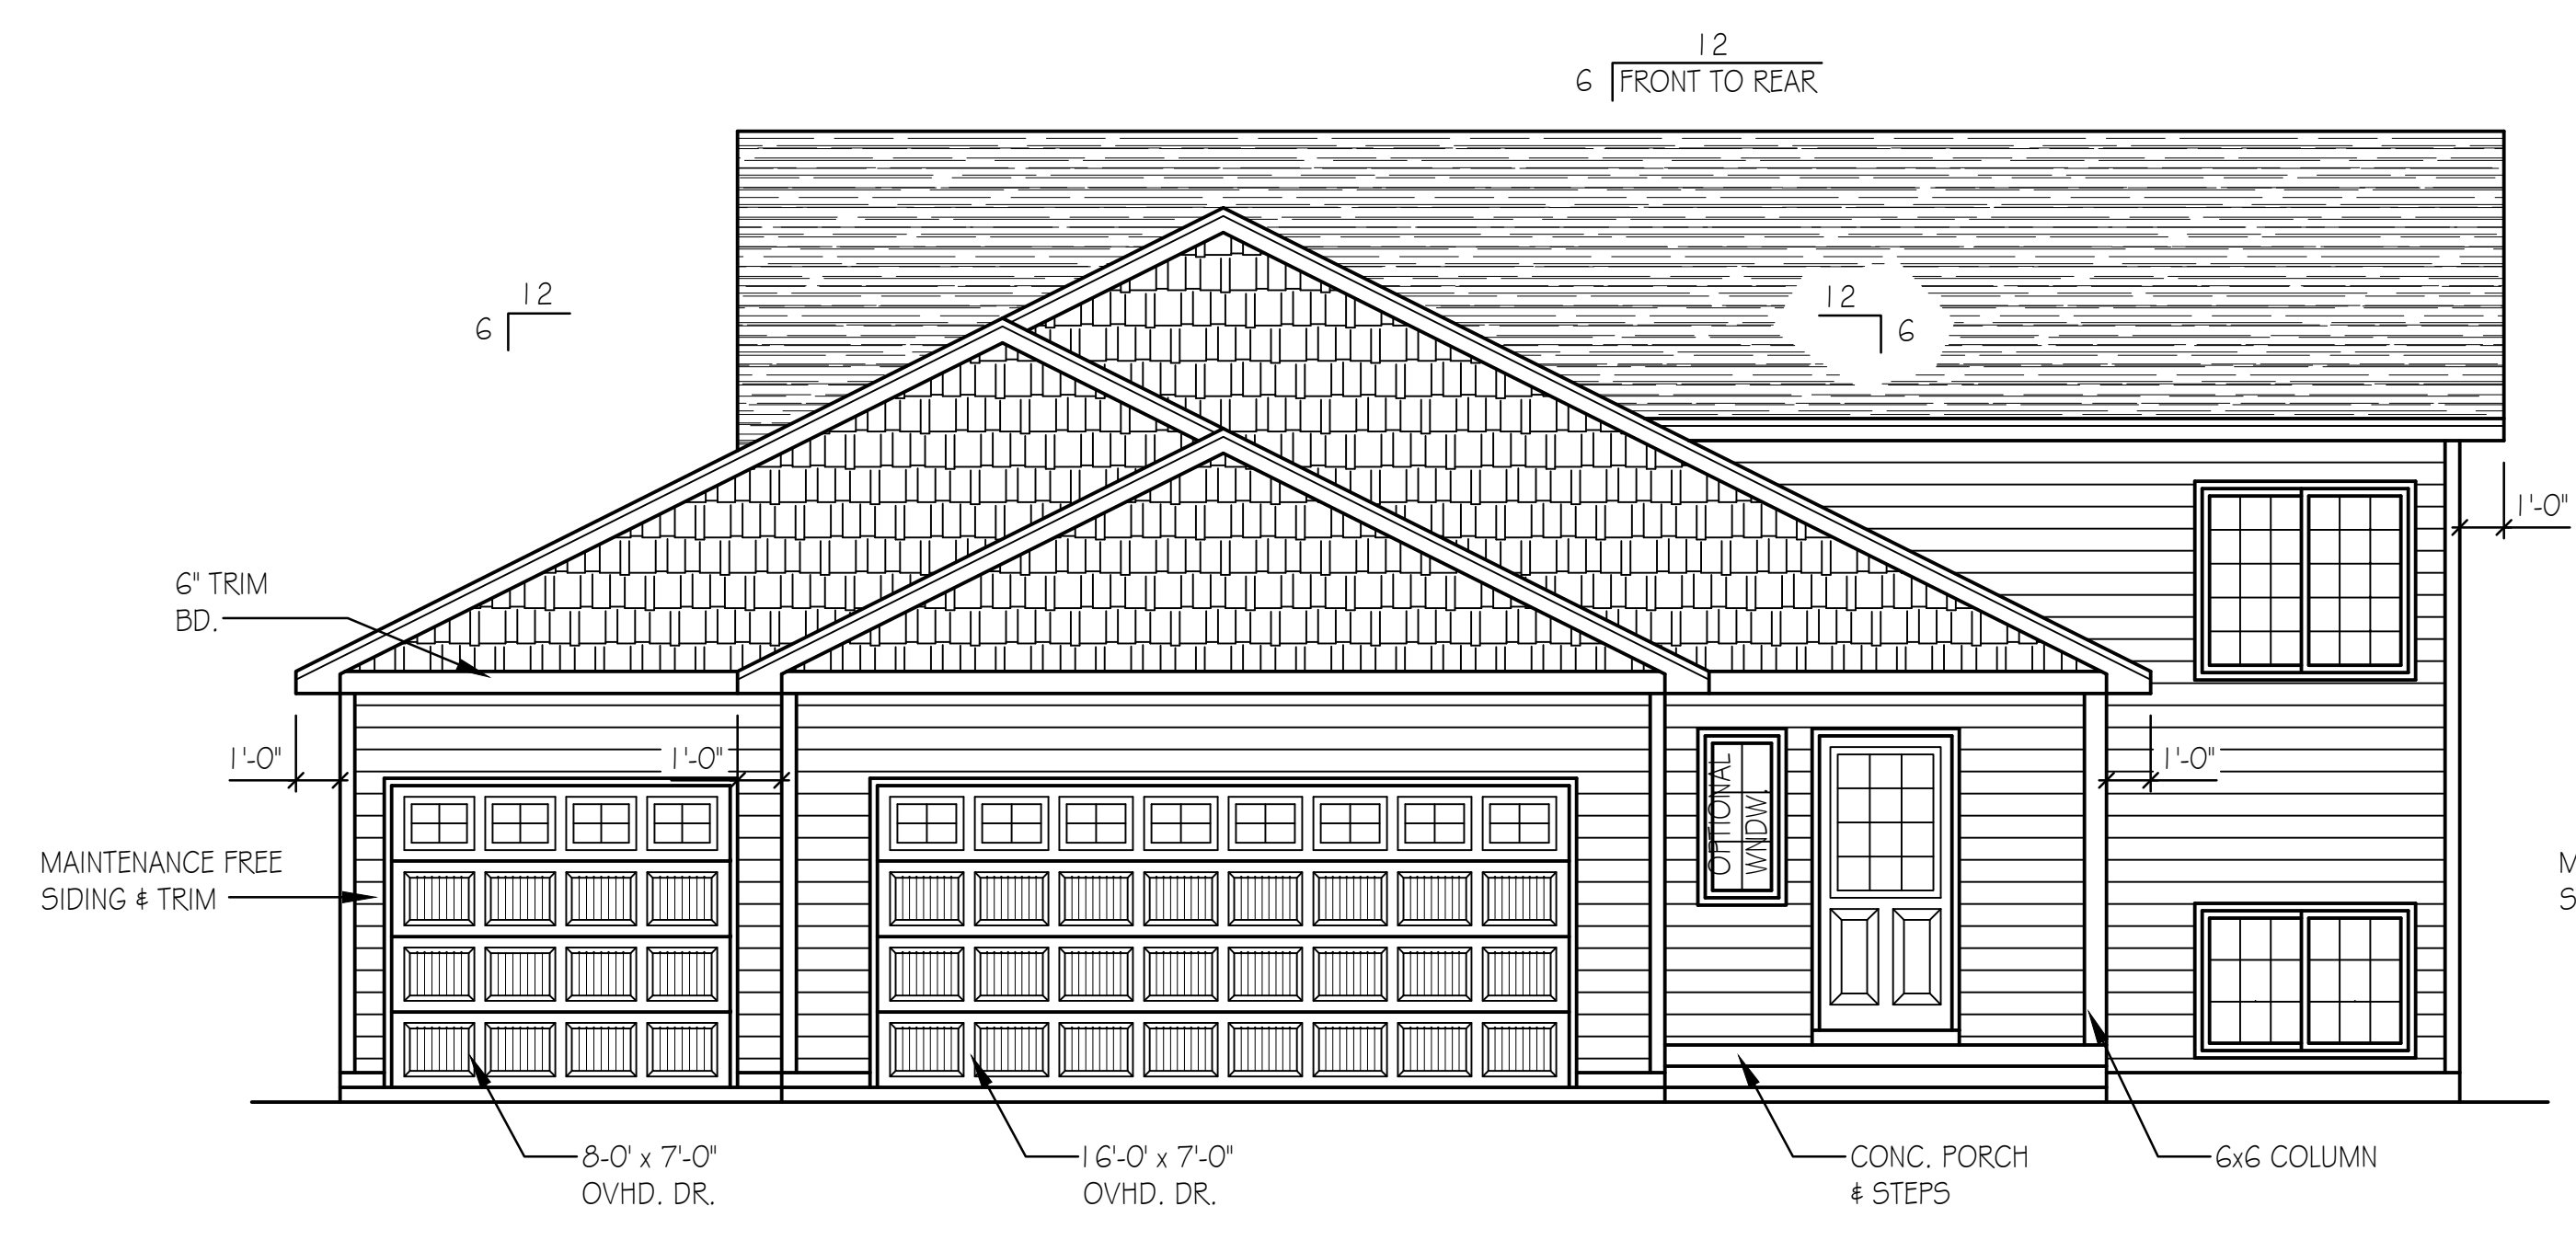 12
6 FRONT TO REAR
12
6
12
6
1'-0"
6" TRIM
BD.
1'-0"
1'-0"
1'-0"
OPTIONAL
WNDW.
MAINTENANCE FREE
SIDING & TRIM
8-0' x 7'-0"
OVHD. DR.
16'-0' x 7'-0"
OVHD. DR.
CONC. PORCH
& STEPS
6x6 COLUMN